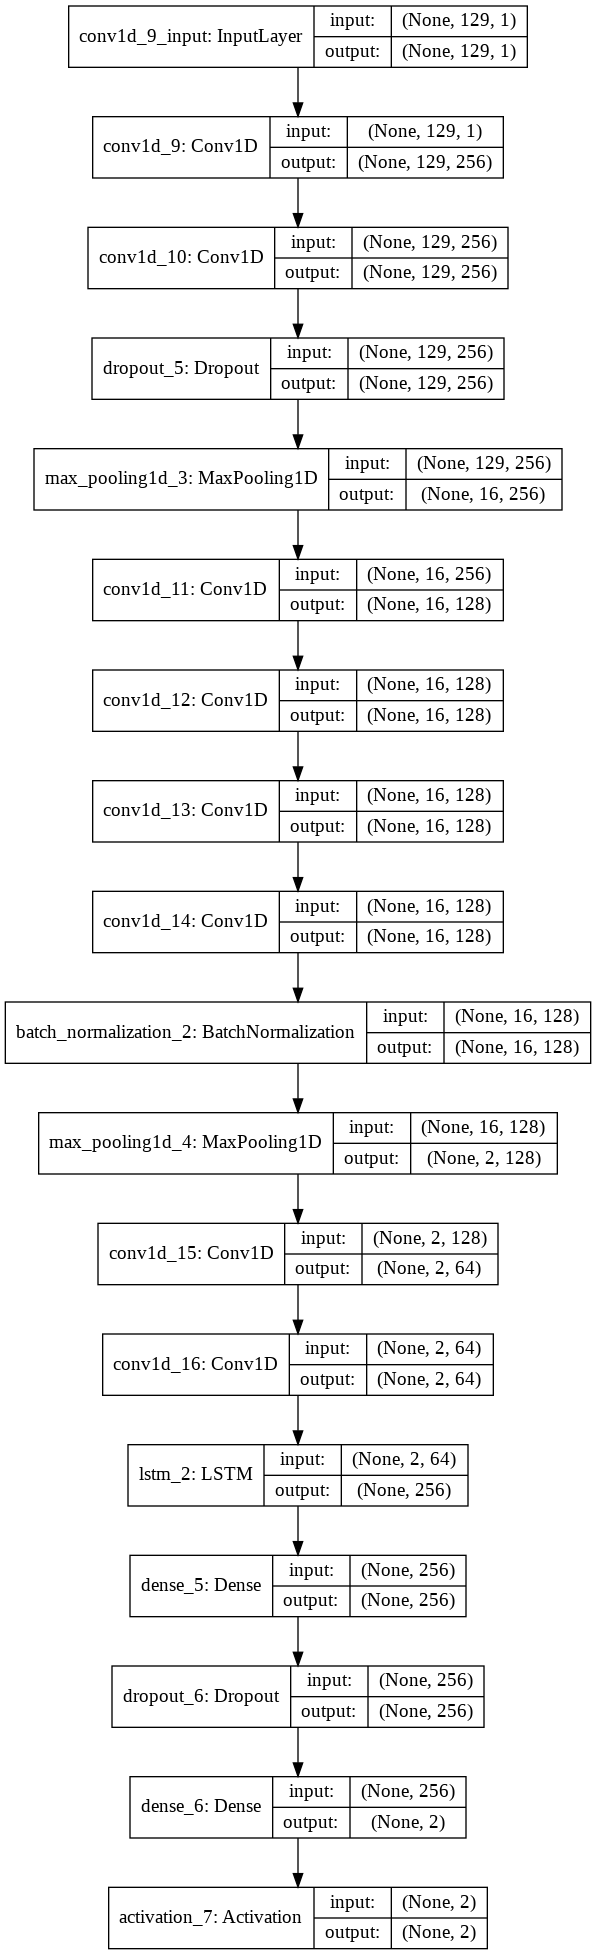 conv1d_9_input: InputLayer
input: (None, 129, 1)
output: (None, 129, 1)
conv1d_9: Conv1D
input: (None, 129, 1)
output: (None, 129, 256)
conv1d_10: Conv1D
input: (None, 129, 256)
output: (None, 129, 256)
dropout_5: Dropout
input: (None, 129, 256)
output: (None, 129, 256)
max_pooling1d_3: MaxPooling1D
input: (None, 129, 256)
output: (None, 16, 256)
conv1d_11: Conv1D
input: (None, 16, 256)
output: (None, 16, 128)
conv1d_12: Conv1D
input: (None, 16, 128)
output: (None, 16, 128)
conv1d_13: Conv1D
input: (None, 16, 128)
output: (None, 16, 128)
conv1d_14: Conv1D
input: (None, 16, 128)
output: (None, 16, 128)
batch_normalization_2: BatchNormalization
input: (None, 16, 128)
output: (None, 16, 128)
max_pooling1d_4: MaxPooling1D
input: (None, 16, 128)
output: (None, 2, 128)
conv1d_15: Conv1D
input: (None, 2, 128)
output: (None, 2, 64)
conv1d_16: Conv1D
input: (None, 2, 64)
output: (None, 2, 64)
lstm_2: LSTM
input: (None, 2, 64)
output: (None, 256)
dense_5: Dense
input: (None, 256)
output: (None, 256)
dropout_6: Dropout
input: (None, 256)
output: (None, 256)
dense_6: Dense
input: (None, 256)
output: (None, 2)
activation_7: Activation
input: (None, 2)
output: (None, 2)